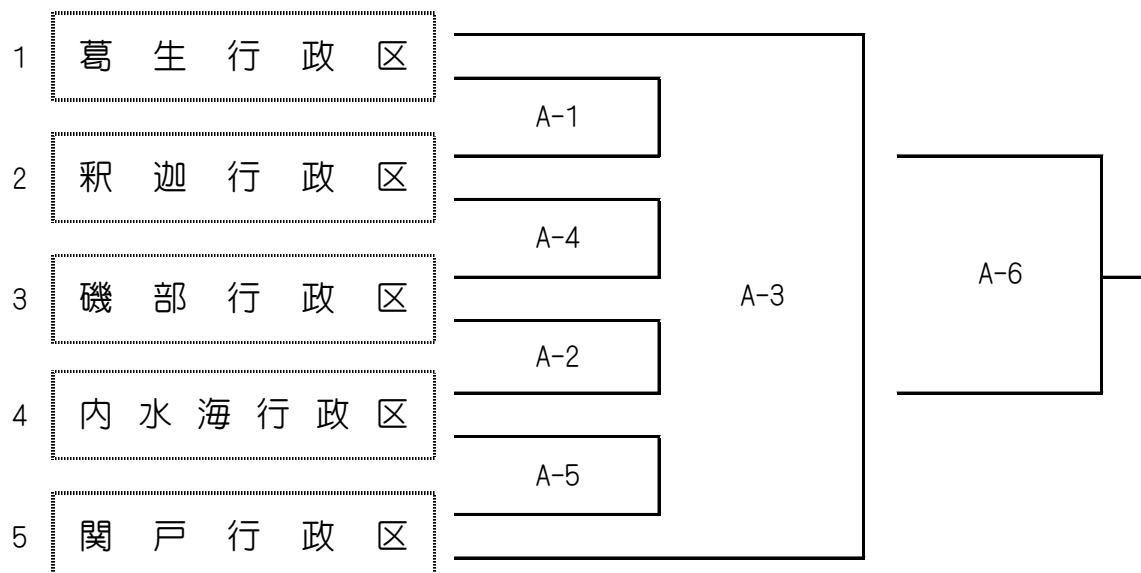 1 葛生行政区
A-1
2 釈迦行政区
A-4
3 磯部行政区
A-3
A-6
A-2
4 内水海行政区
A-5
5 関戸行政区